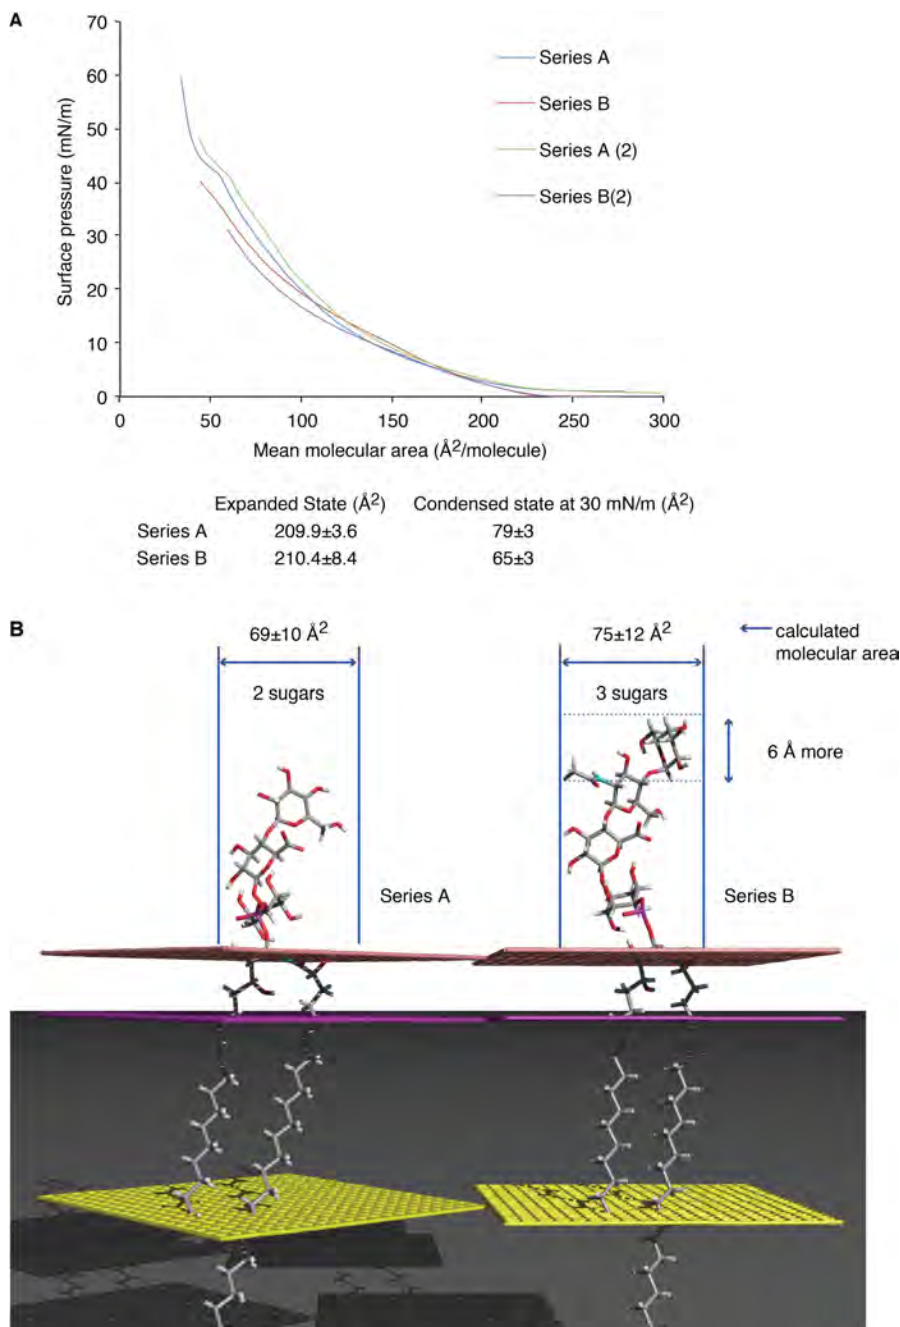 A
70
60
50
40
30
20
10
0
Surface pressure (mN/m)
0 50 100 150 200 250 300
Mean molecular area (Å²/molecule)
Series A
Series B
Series A (2)
Series B(2)
Expanded State (Å²) Condensed state at 30 mN/m (Å²)
Series A 209.9±3.6 79±3
Series B 210.4±8.4 65±3
B
69±10 Å²
75±12 Å²
calculated
molecular area
2 sugars
3 sugars
6 Å more
Series A
Series B